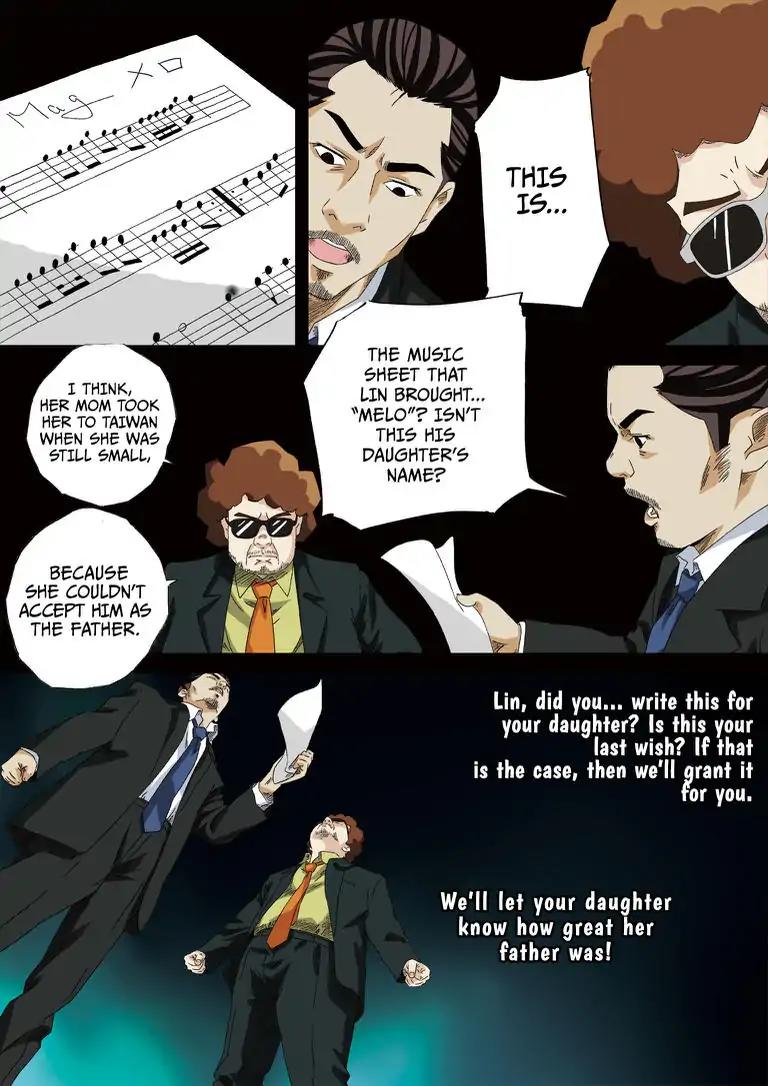 Mag XD
THIS
IS...
THE MUSIC
SHEET THAT
LIN BROUGHT...
“MELO”? ISN’T
THIS HIS
DAUGHTER’S
NAME?
I THINK,
HER MOM TOOK
HER TO TAIWAN
WHEN SHE WAS
STILL SMALL,
BECAUSE
SHE COULDN’T
ACCEPT HIM AS
THE FATHER.
Lin, did you... write this for
your daughter? Is this your
last wish? If that
is the case, then we’ll grant it
for you.
We’ll let your daughter
know how great her
father was!